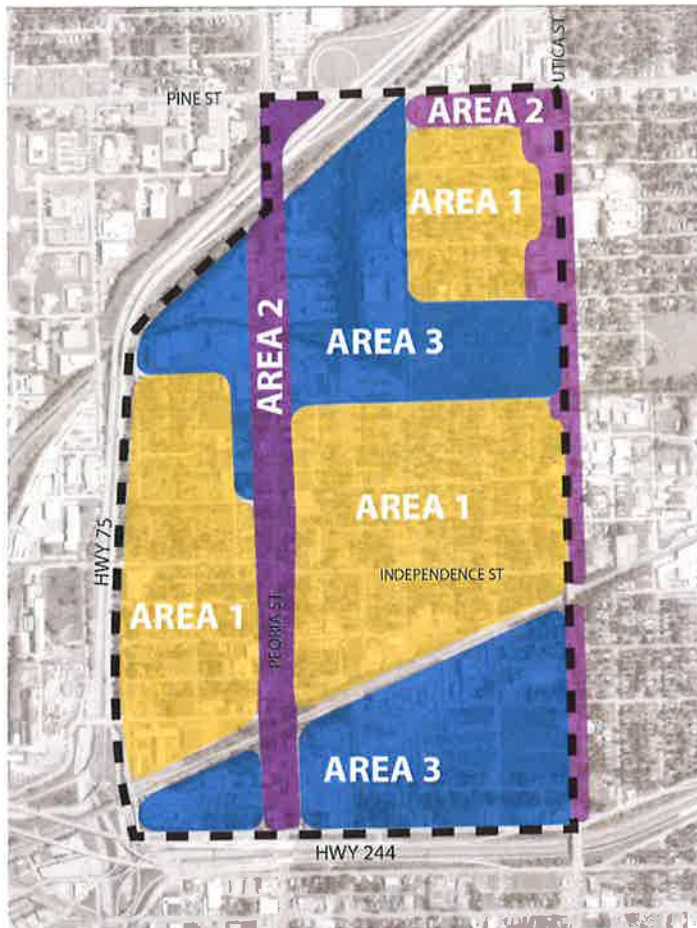 UTICA ST
PINE ST
AREA 2
AREA 1
AREA 2
AREA 3
AREA 1
HWY 75
INDEPENDENCE ST
AREA 1
PEORIA ST
AREA 3
HWY 244